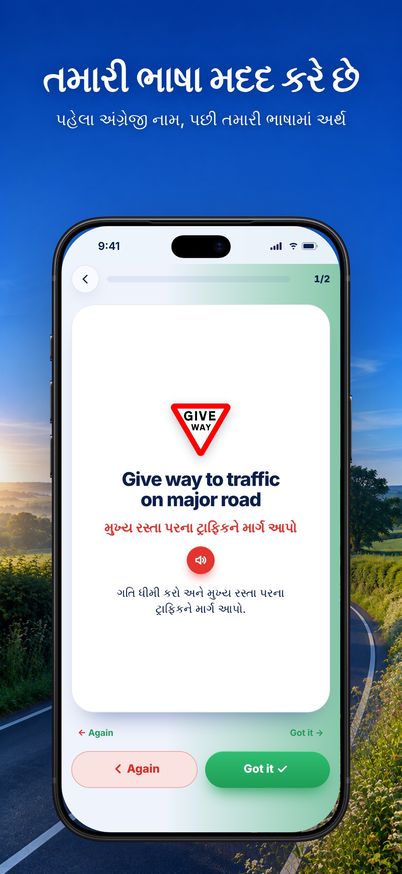 તમારી ભાષા મદદ કરે છે
પહેલા અંગ્રેજી નામ, પછી તમારી ભાષામાં અર્થ
9:41
1/2
GIVE
WAY
Give way to traffic
on major road
મુખ્ય રસ્તા પરના ટ્રાફિકને માર્ગ આપો
ગતિ ધીમી કરો અને મુખ્ય રસ્તા પરના
ટ્રાફિકને માર્ગ આપો.
← Again
Got it →
Again
Got it ✓